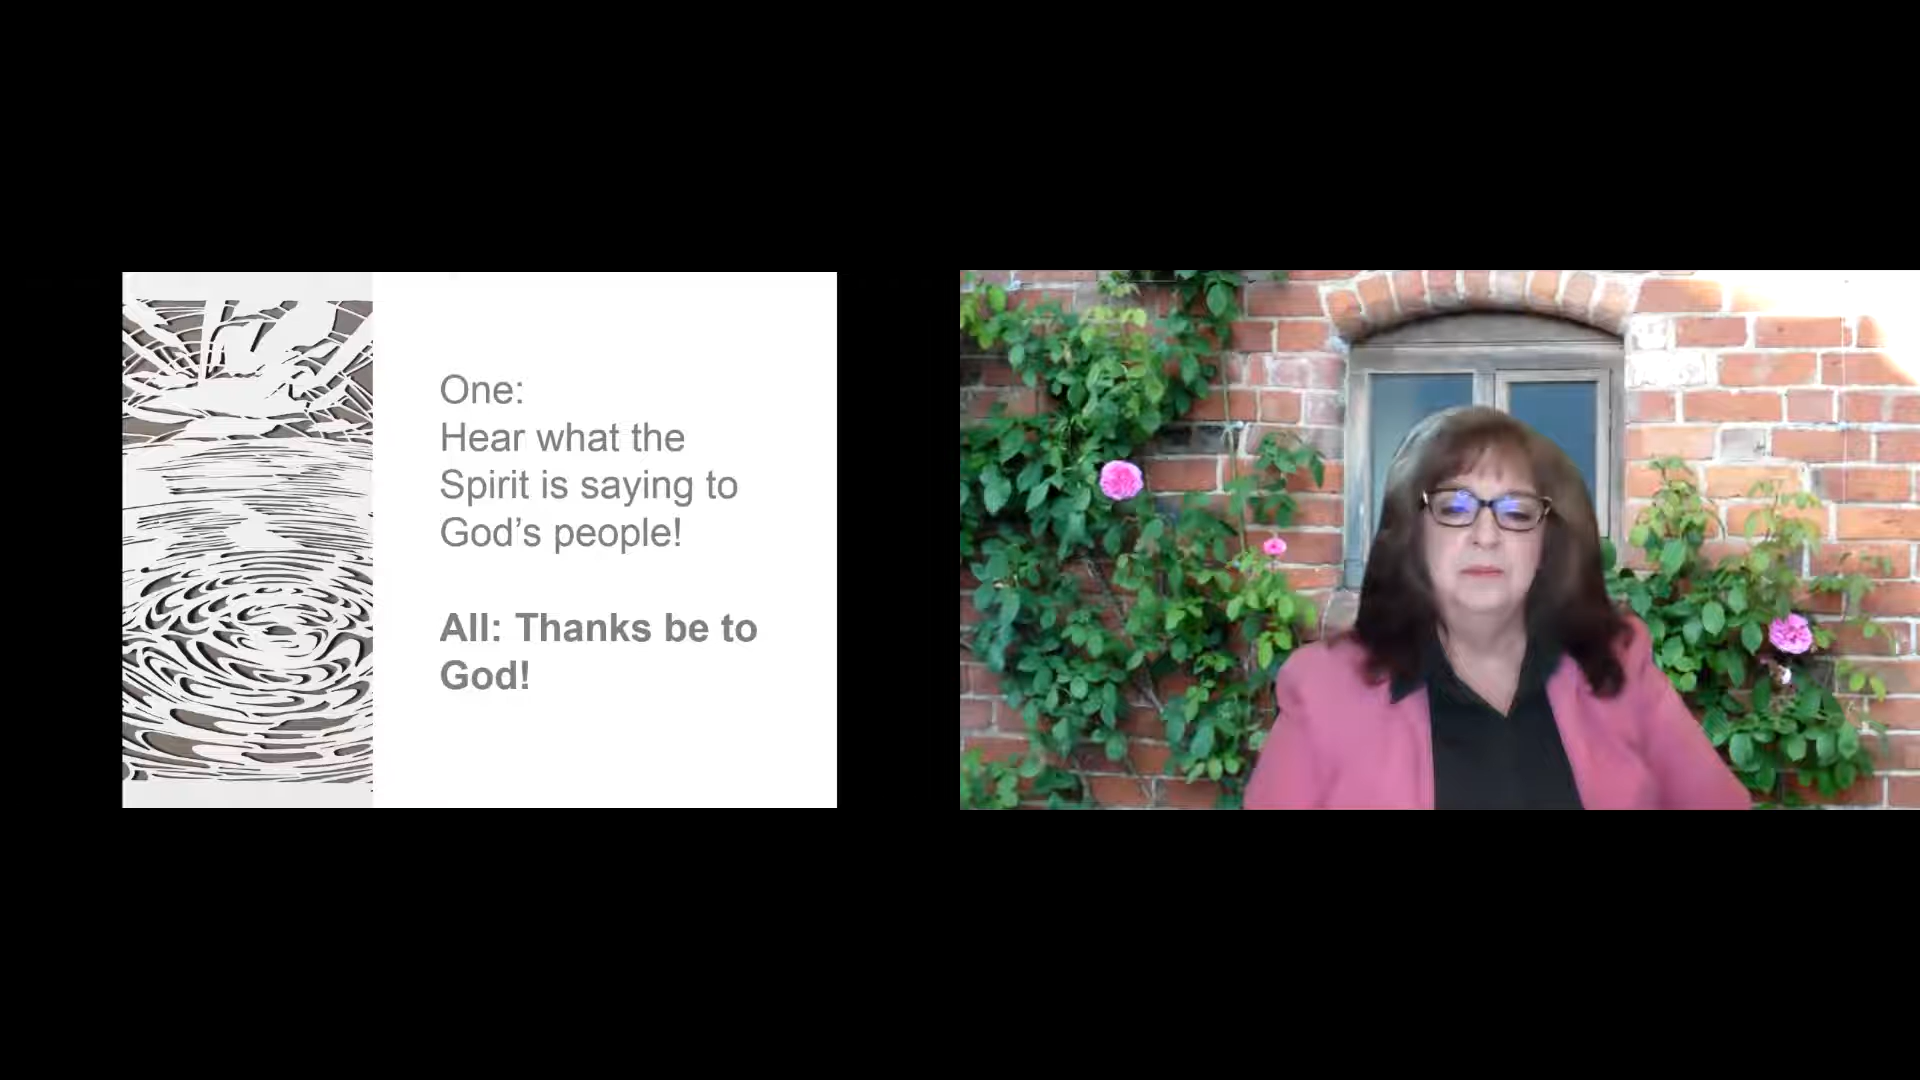 One:
Hear what the
Spirit is saying to
God’s people!
All: Thanks be to
God!